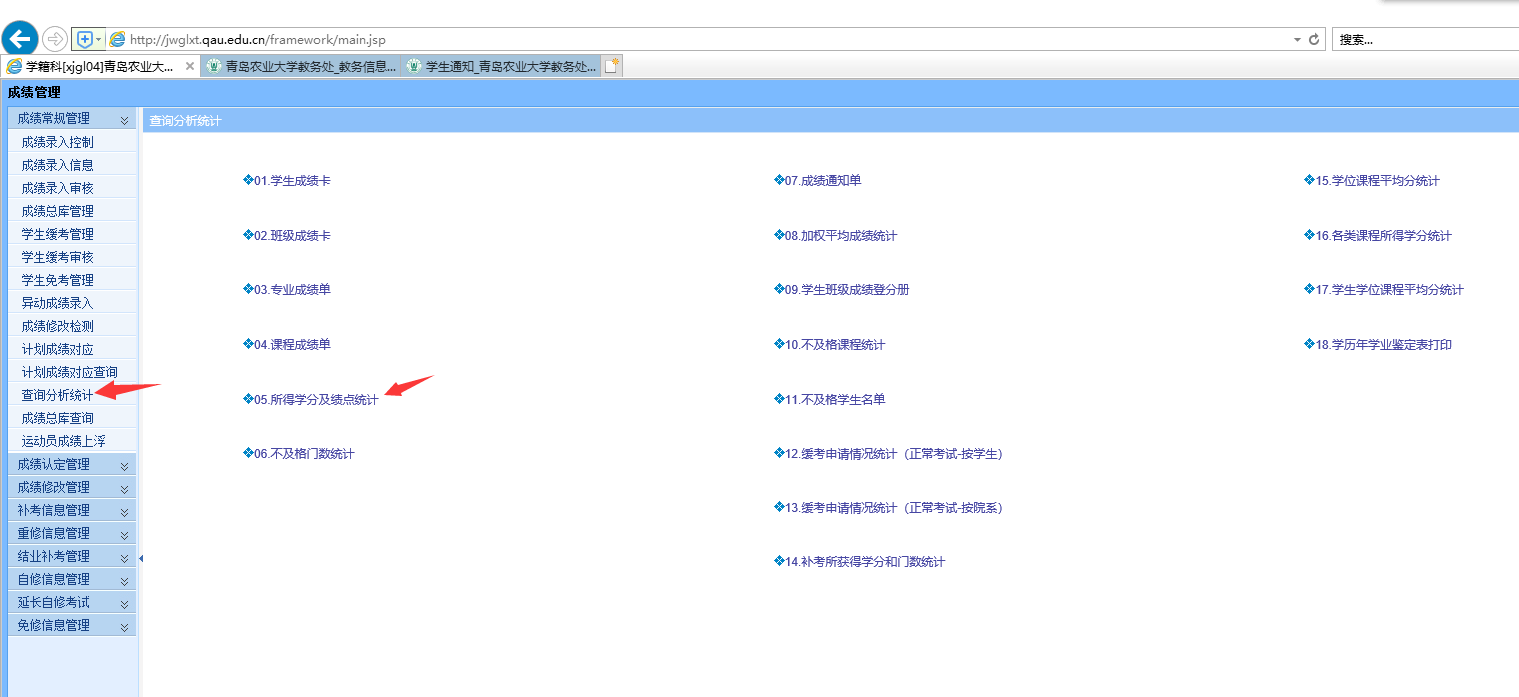 http://jwglxt.qau.edu.cn/framework/main.jsp
搜索...
学籍科[xjgl04]青岛农业大...
青岛农业大学教务处_教务信息...
学生通知_青岛农业大学教务处...
成绩管理
成绩常规管理
成绩录入控制
成绩录入信息
成绩录入审核
成绩总库管理
学生缓考管理
学生缓考审核
学生免考管理
异动成绩录入
成绩修改检测
计划成绩对应
计划成绩对应查询
查询分析统计
成绩总库查询
运动员成绩上浮
成绩认定管理
成绩修改管理
补考信息管理
重修信息管理
结业补考管理
自修信息管理
延长自修考试
免修信息管理
查询分析统计
01.学生成绩卡
02.班级成绩卡
03.专业成绩单
04.课程成绩单
05.所得学分及绩点统计
06.不及格门数统计
07.成绩通知单
08.加权平均成绩统计
09.学生班级成绩登分册
10.不及格课程统计
11.不及格学生名单
12.缓考申请情况统计（正常考试-按学生）
13.缓考申请情况统计（正常考试-按院系）
14.补考所获得学分和门数统计
15.学位课程平均分统计
16.各类课程所得学分统计
17.学生学位课程平均分统计
18.学历年学业鉴定表打印